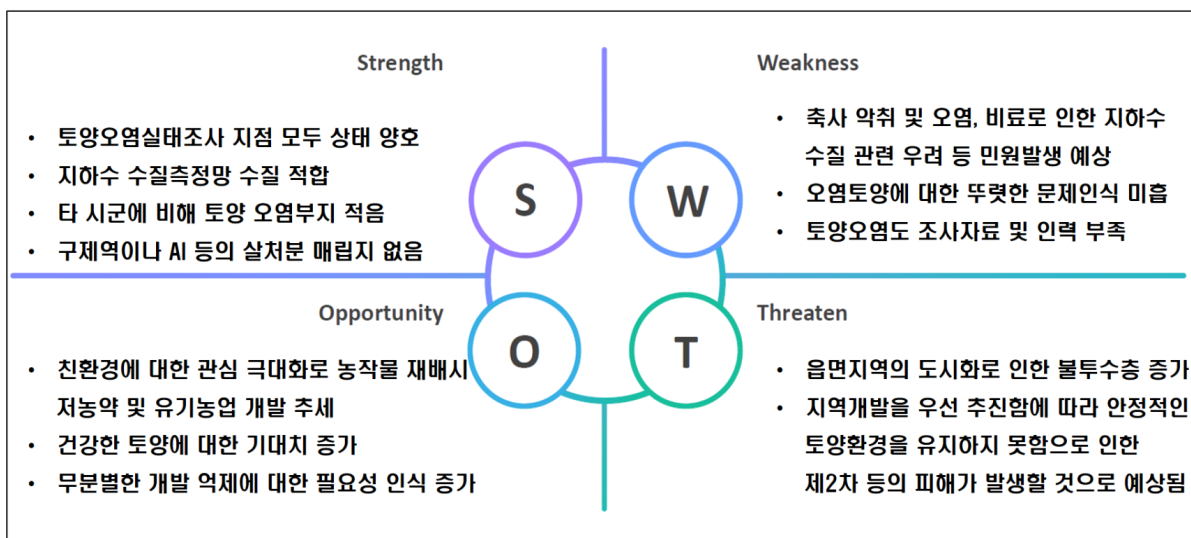 Strength
• 토양오염실태조사 지점 모두 상태 양호
• 지하수 수질측정망 수질 적합
• 타 시군에 비해 토양 오염부지 적음
• 구제역이나 AI 등의 살처분 매립지 없음
Weakness
• 축사 악취 및 오염, 비료로 인한 지하수
수질 관련 우려 등 민원발생 예상
• 오염토양에 대한 뚜렷한 문제인식 미흡
• 토양오염도 조사자료 및 인력 부족
S
W
O
T
Opportunity
• 친환경에 대한 관심 극대화로 농작물 재배시
저농약 및 유기농업 개발 추세
• 건강한 토양에 대한 기대치 증가
• 무분별한 개발 억제에 대한 필요성 인식 증가
Threaten
• 읍면지역의 도시화로 인한 불투수층 증가
• 지역개발을 우선 추진함에 따라 안정적인
토양환경을 유지하지 못함으로 인한
제2차 등의 피해가 발생할 것으로 예상됨